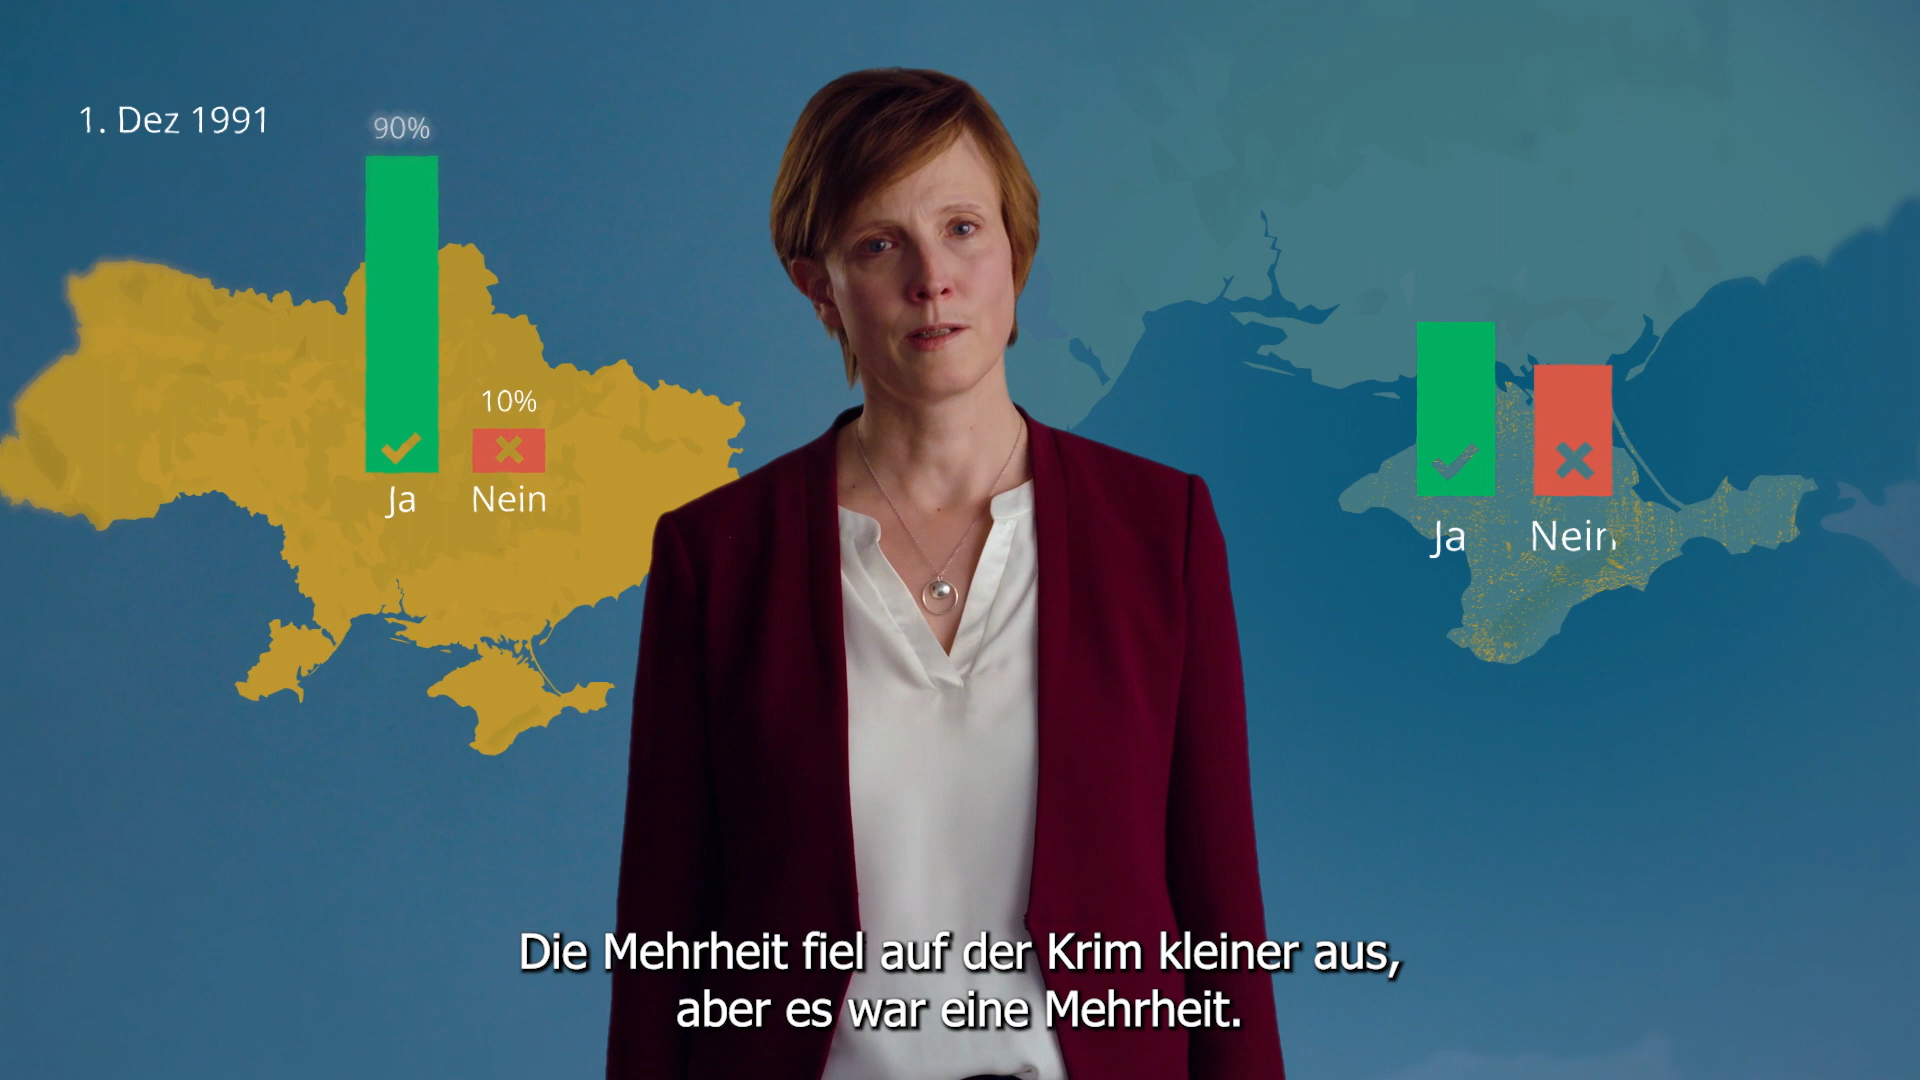 1. Dez 1991
90%
10%
Ja
Nein
Ja
Nein
Die Mehrheit fiel auf der Krim kleiner aus,
aber es war eine Mehrheit.